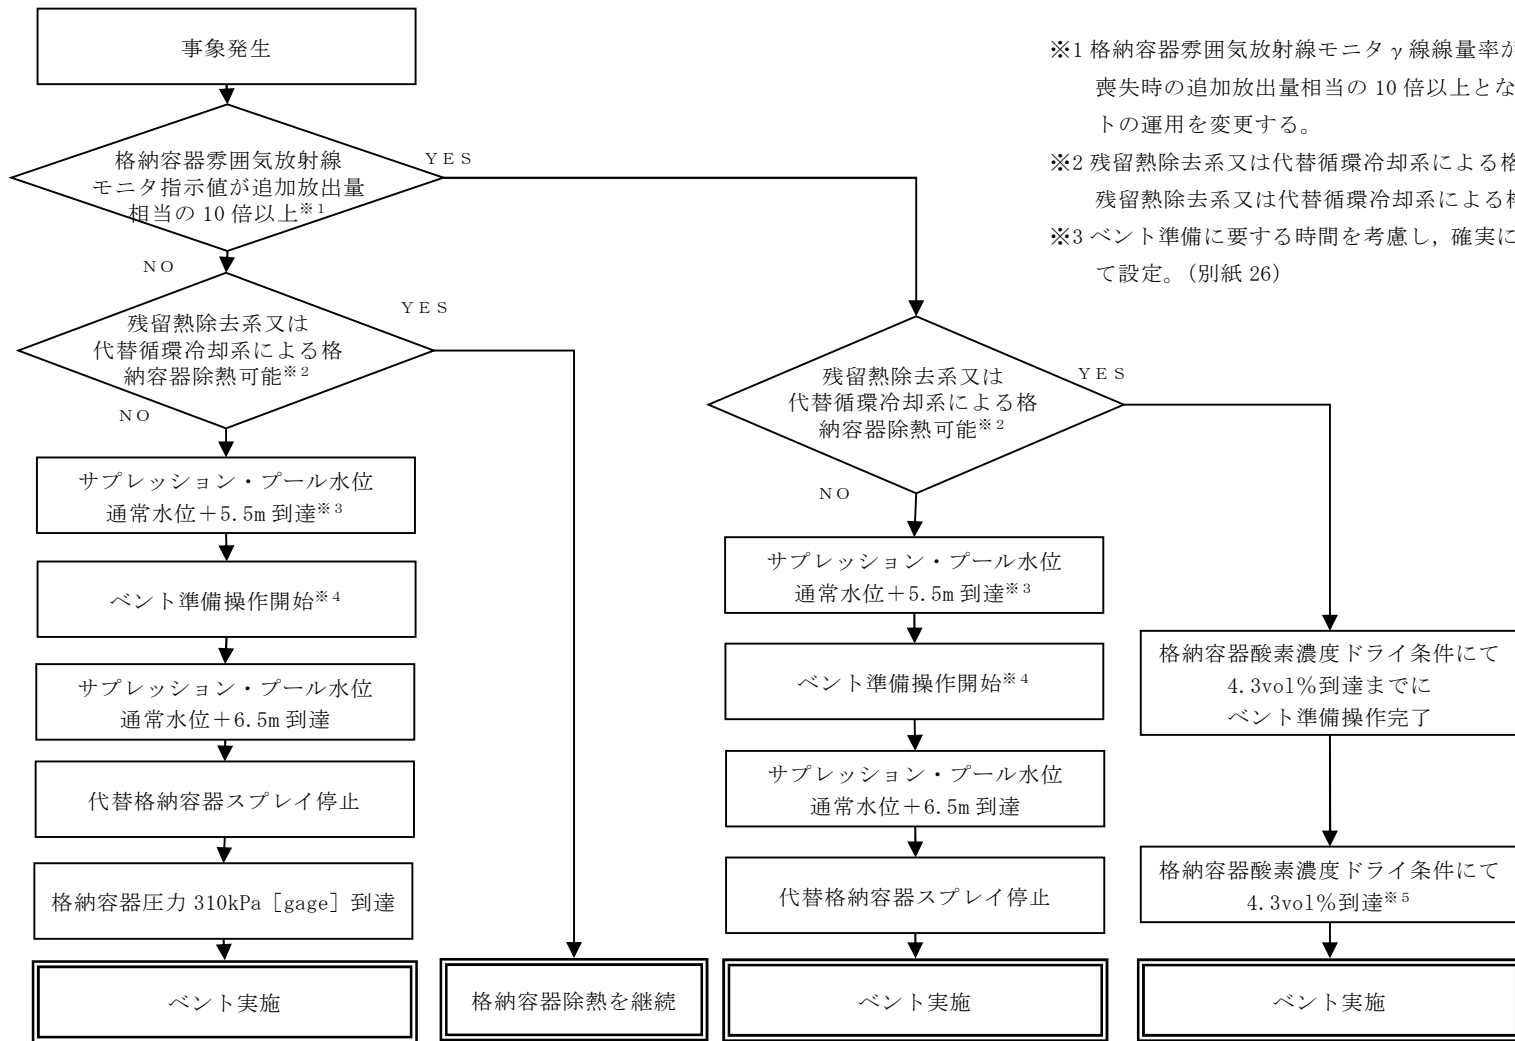 事象発生
格納容器雰囲気放射線
モニタ指示値が追加放出量
相当の 10 倍以上※1
YES
NO
残留熱除去系又は
代替循環冷却系による格
納容器除熱可能※2
YES
NO
サプレッション・プール水位
通常水位＋5.5m 到達※3
ベント準備操作開始※4
サプレッション・プール水位
通常水位＋6.5m 到達
代替格納容器スプレイ停止
格納容器圧力 310kPa［gage］到達
ベント実施
格納容器除熱を継続
残留熱除去系又は
代替循環冷却系による格
納容器除熱可能※2
YES
NO
サプレッション・プール水位
通常水位＋5.5m 到達※3
ベント準備操作開始※4
サプレッション・プール水位
通常水位＋6.5m 到達
代替格納容器スプレイ停止
ベント実施
格納容器酸素濃度ドライ条件にて
4.3vol％到達までに
ベント準備操作完了
格納容器酸素濃度ドライ条件にて
4.3vol％到達※5
ベント実施
※1 格納容器雰囲気放射線モニタγ線線量率が
喪失時の追加放出量相当の 10 倍以上とな
トの運用を変更する。
※2 残留熱除去系又は代替循環冷却系による格
残留熱除去系又は代替循環冷却系による格
※3 ベント準備に要する時間を考慮し，確実に
て設定。（別紙 26）